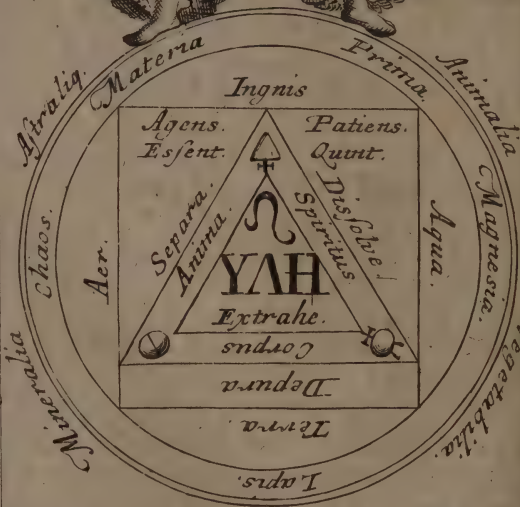 Aſtraliq.
Animalia
Vegetabilia.
Mineralia
Materia Prima.
Magnesia.
Lapis.
Chaos.
Ingnis
Aqua.
Terra.
Aer.
Agens. Patiens.
Eſsent. Quint.
Separa.
Diſsolve
Depura
Anima.
Spiritus
Corpus
ΥΛΗ
Extrahe.